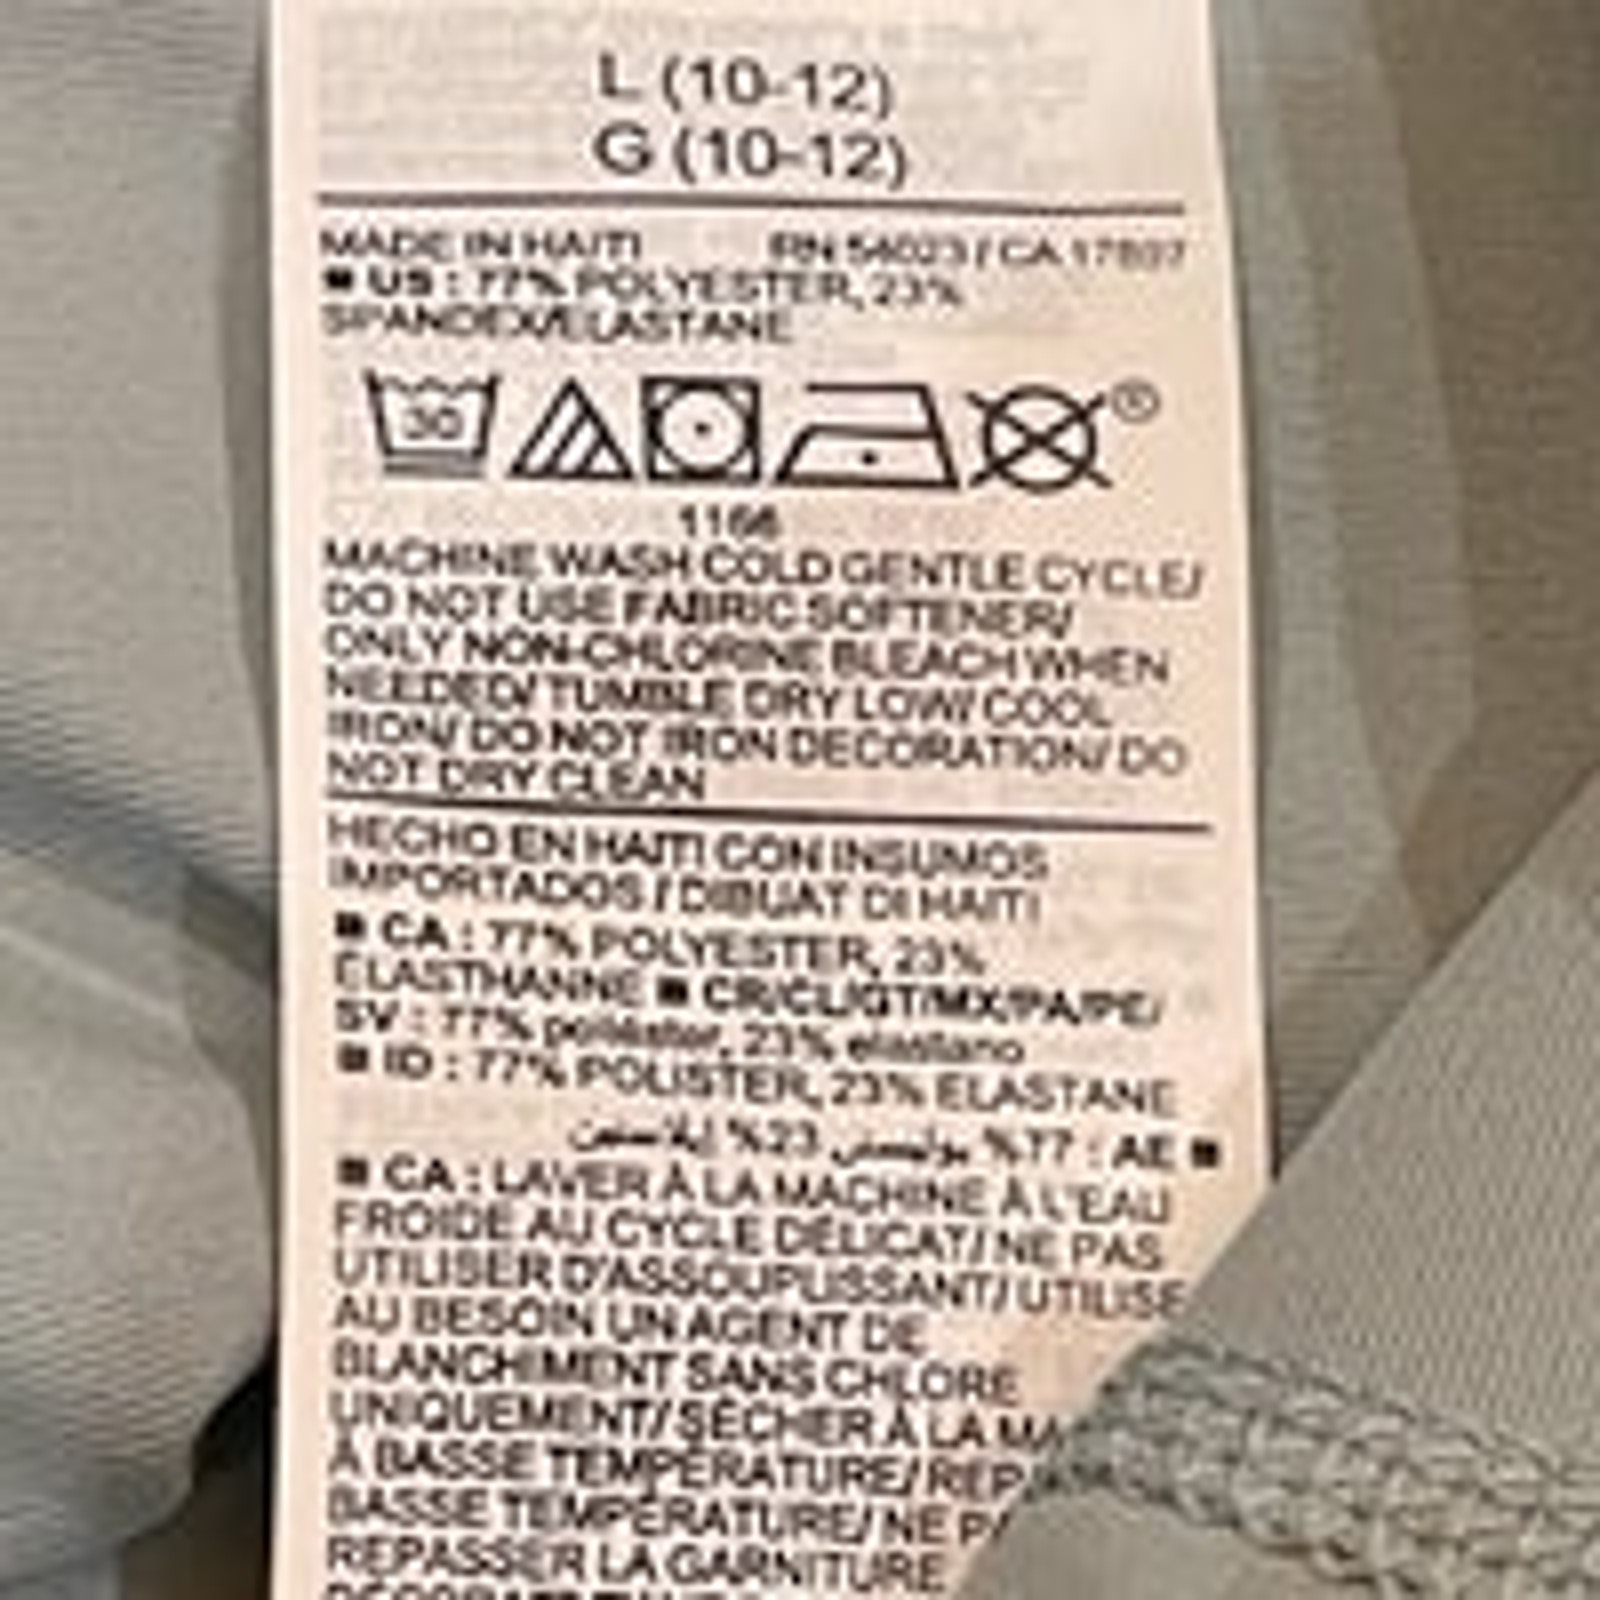 L (10-12)
G (10-12)
MADE IN HAITI RN 54023 / CA 17897
■ US : 77% POLYESTER, 23%
SPANDEX/ELASTANE
30
®
1166
MACHINE WASH COLD GENTLE CYCLE/
DO NOT USE FABRIC SOFTENER/
ONLY NON-CHLORINE BLEACH WHEN
NEEDED/ TUMBLE DRY LOW/ COOL
IRON/ DO NOT IRON DECORATION/ DO
NOT DRY CLEAN
HECHO EN HAITI CON INSUMOS
IMPORTADOS / DIBUAT DI HAITI
■ CA : 77% POLYESTER, 23%
ÉLASTHANNE ■ CR/CL/GT/MX/PA/PE/
SV : 77% poliéster, 23% elastano
■ ID : 77% POLISTER, 23% ELASTANE
■ AE : 77% بوليستر 23%
■ CA : LAVER À LA MACHINE À L'EAU
FROIDE AU CYCLE DÉLICAT/ NE PAS
UTILISER D'ASSOUPLISSANT/ UTILISE
AU BESOIN UN AGENT DE
BLANCHIMENT SANS CHLORE
UNIQUEMENT/ SÉCHER À LA MA
À BASSE TEMPÉRATURE/ REP
BASSE TEMPÉRATURE/ NE PA
REPASSER LA GARNITURE